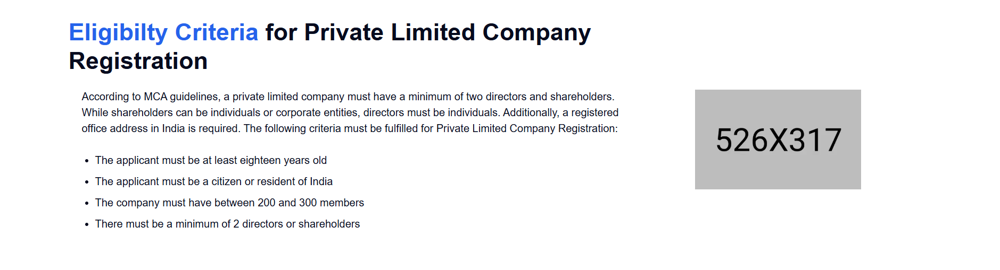 Eligibilty Criteria for Private Limited Company
Registration
According to MCA guidelines, a private limited company must have a minimum of two directors and shareholders.
While shareholders can be individuals or corporate entities, directors must be individuals. Additionally, a registered
office address in India is required. The following criteria must be fulfilled for Private Limited Company Registration:
• The applicant must be at least eighteen years old
• The applicant must be a citizen or resident of India
• The company must have between 200 and 300 members
• There must be a minimum of 2 directors or shareholders
526X317